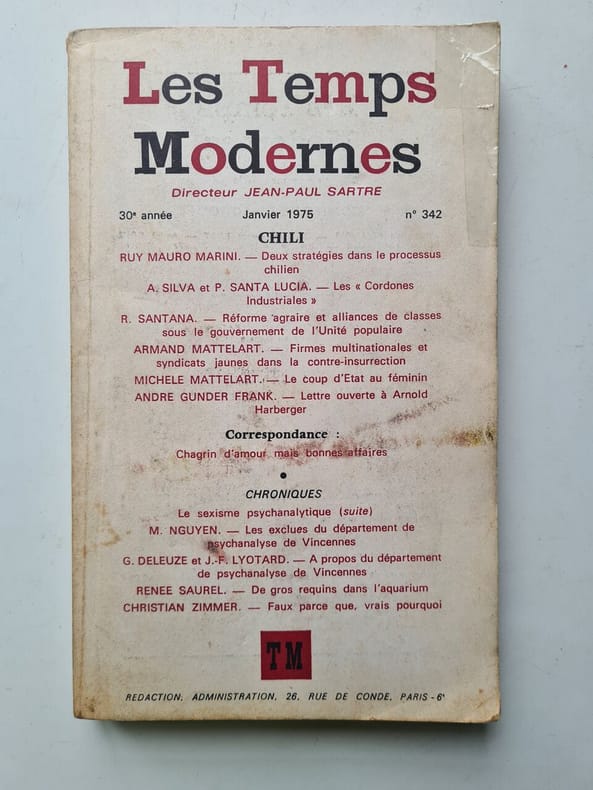 Les Temps
Modernes
Directeur JEAN-PAUL SARTRE
30e année Janvier 1975 n° 342
CHILI
RUY MAURO MARINI. — Deux stratégies dans le processus
chilien
A. SILVA et P. SANTA LUCIA. — Les « Cordones
Industriales »
R. SANTANA. — Réforme agraire et alliances de classes
sous le gouvernement de l'Unité populaire
ARMAND MATTELART. — Firmes multinationales et
syndicats jaunes dans la contre-insurrection
MICHELE MATTELART. — Le coup d'Etat au féminin
ANDRE GUNDER FRANK. — Lettre ouverte à Arnold
Harberger
Correspondance :
Chagrin d'amour mais bonnes affaires
CHRONIQUES
Le sexisme psychanalytique (suite)
M. NGUYEN. — Les exclues du département de
psychanalyse de Vincennes
G. DELEUZE et J.-F. LYOTARD. — A propos du département
de psychanalyse de Vincennes
RENEE SAUREL. — De gros requins dans l'aquarium
CHRISTIAN ZIMMER. — Faux parce que, vrais pourquoi
TM
REDACTION, ADMINISTRATION, 26, RUE DE CONDE, PARIS - 6e